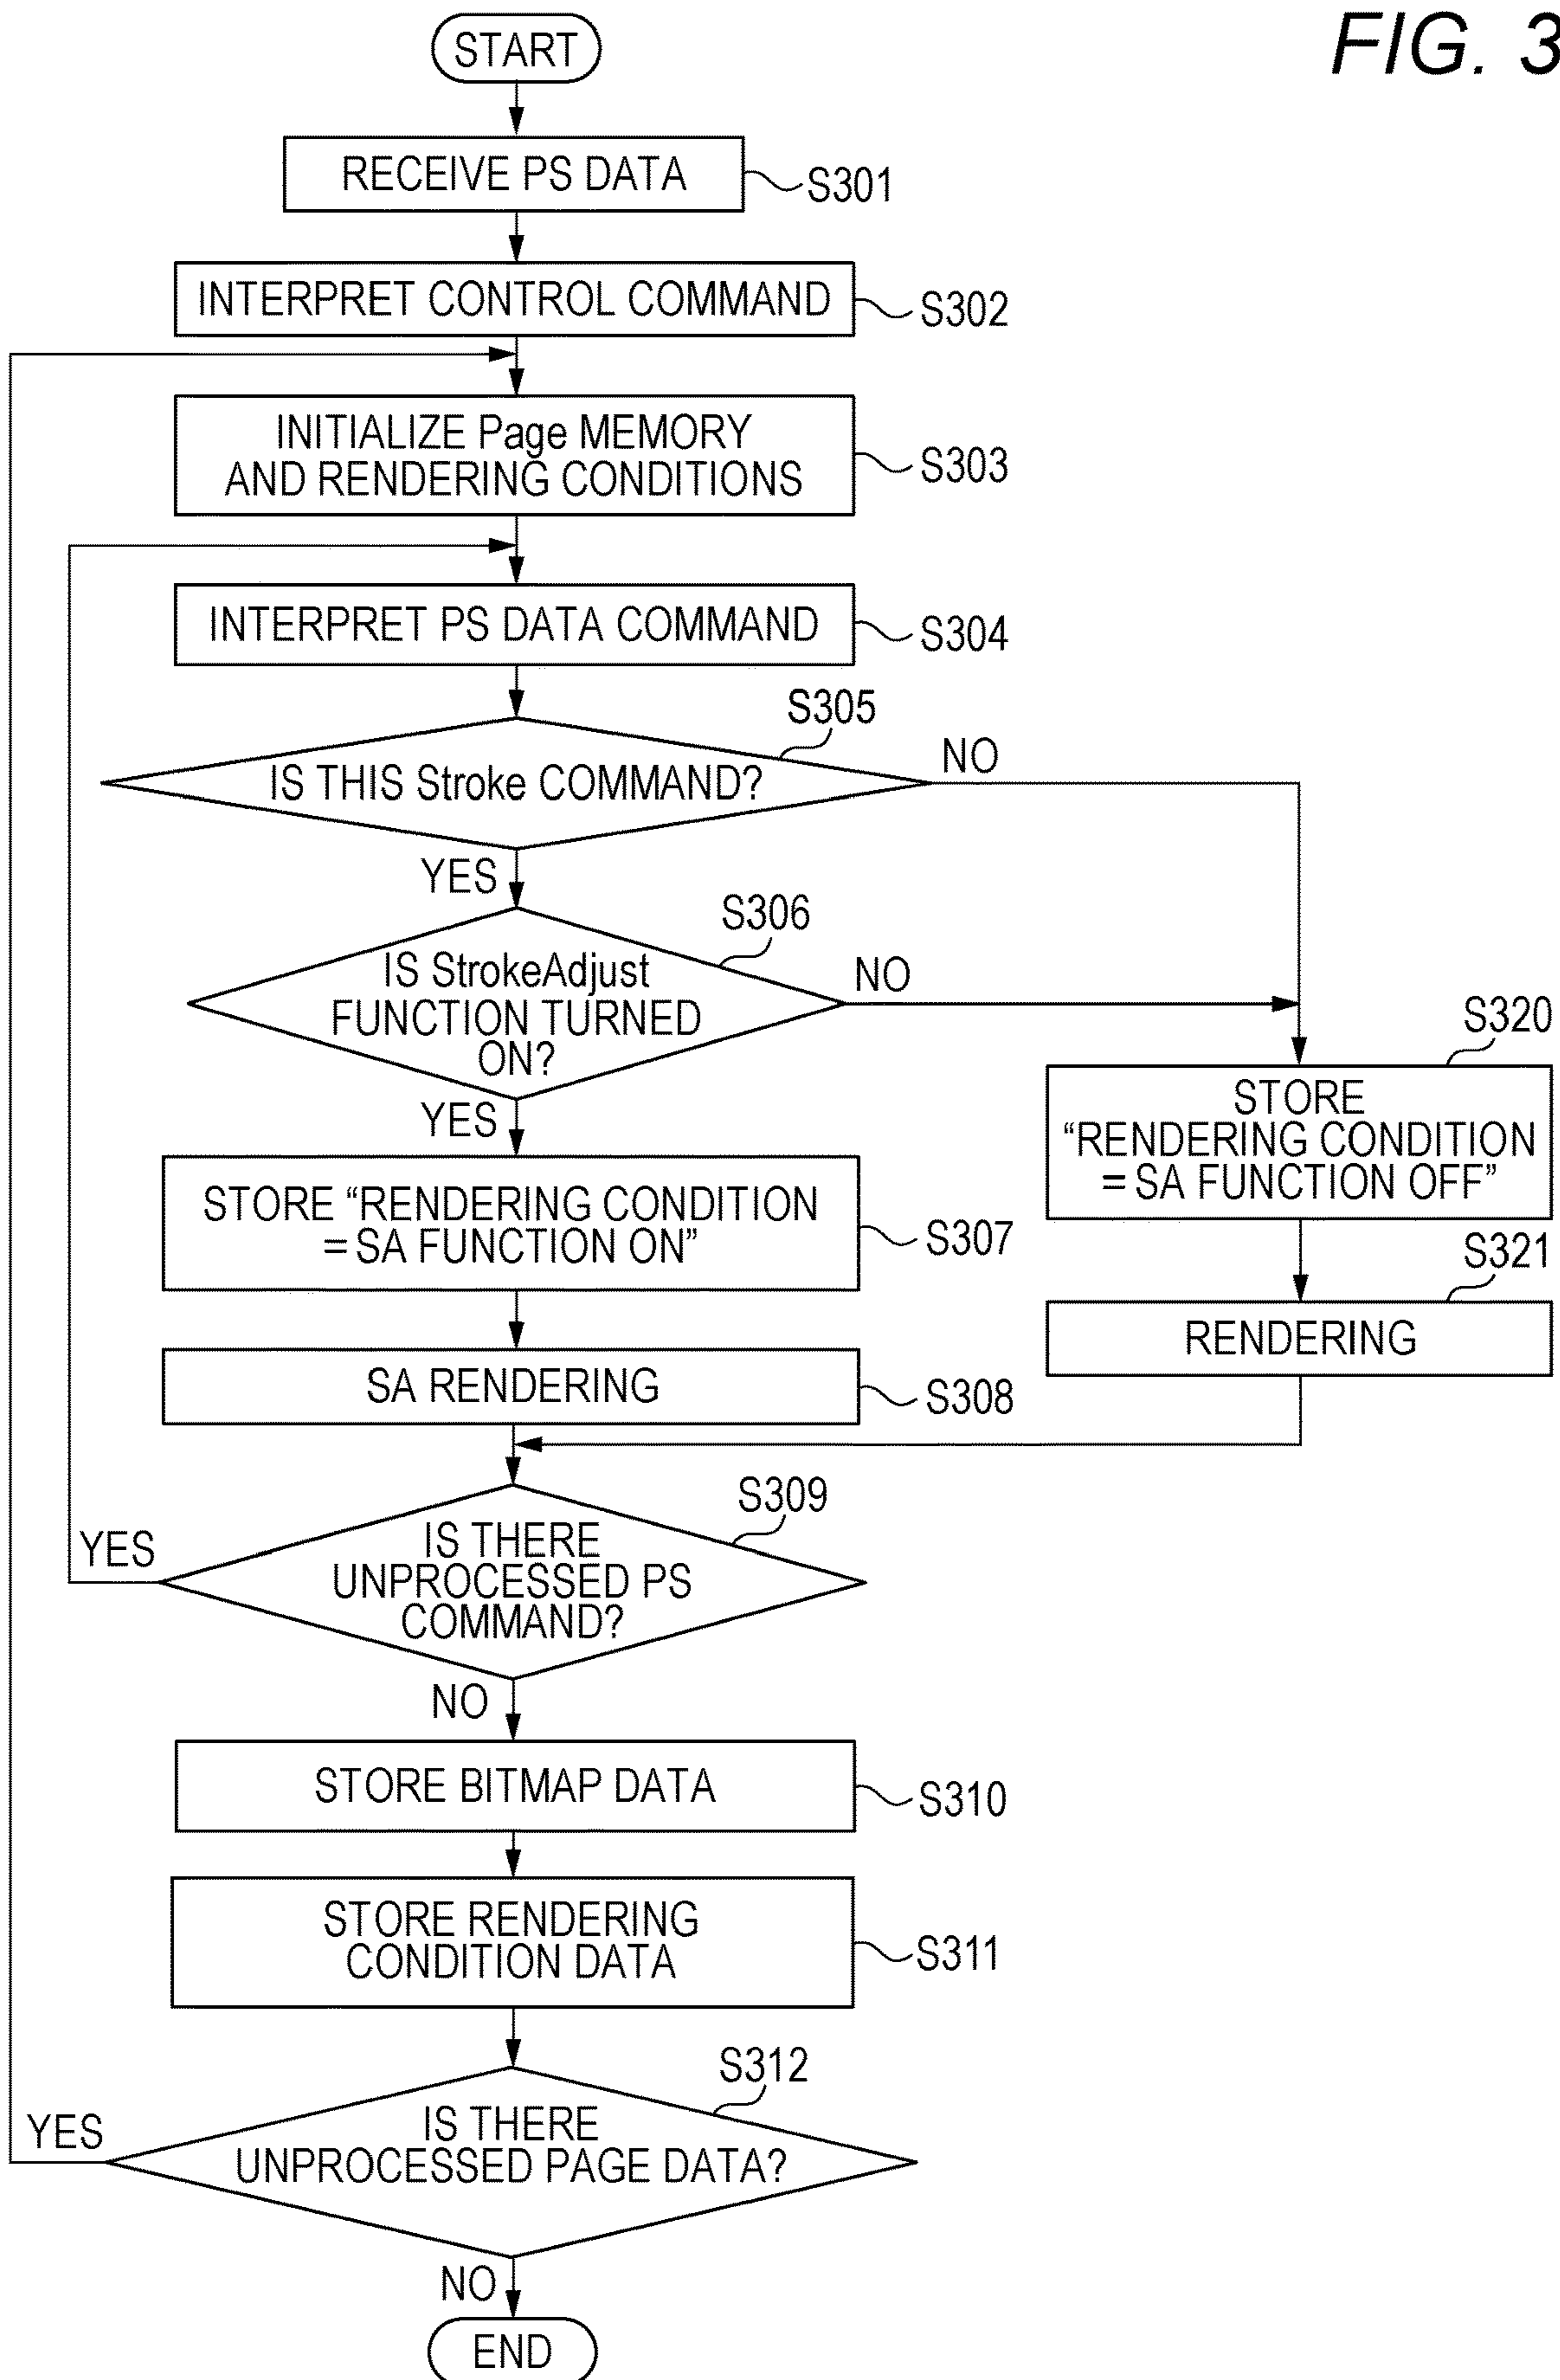 FIG. 3
START
RECEIVE PS DATA
S301
INTERPRET CONTROL COMMAND
S302
INITIALIZE Page MEMORY
AND RENDERING CONDITIONS
S303
INTERPRET PS DATA COMMAND
S304
S305
IS THIS Stroke COMMAND?
NO
YES
S306
IS StrokeAdjust
FUNCTION TURNED
ON?
NO
YES
S320
STORE
“RENDERING CONDITION
= SA FUNCTION OFF”
STORE “RENDERING CONDITION
= SA FUNCTION ON”
S307
S321
RENDERING
SA RENDERING
S308
S309
IS THERE
UNPROCESSED PS
COMMAND?
YES
NO
STORE BITMAP DATA
S310
STORE RENDERING
CONDITION DATA
S311
S312
IS THERE
UNPROCESSED PAGE DATA?
YES
NO
END